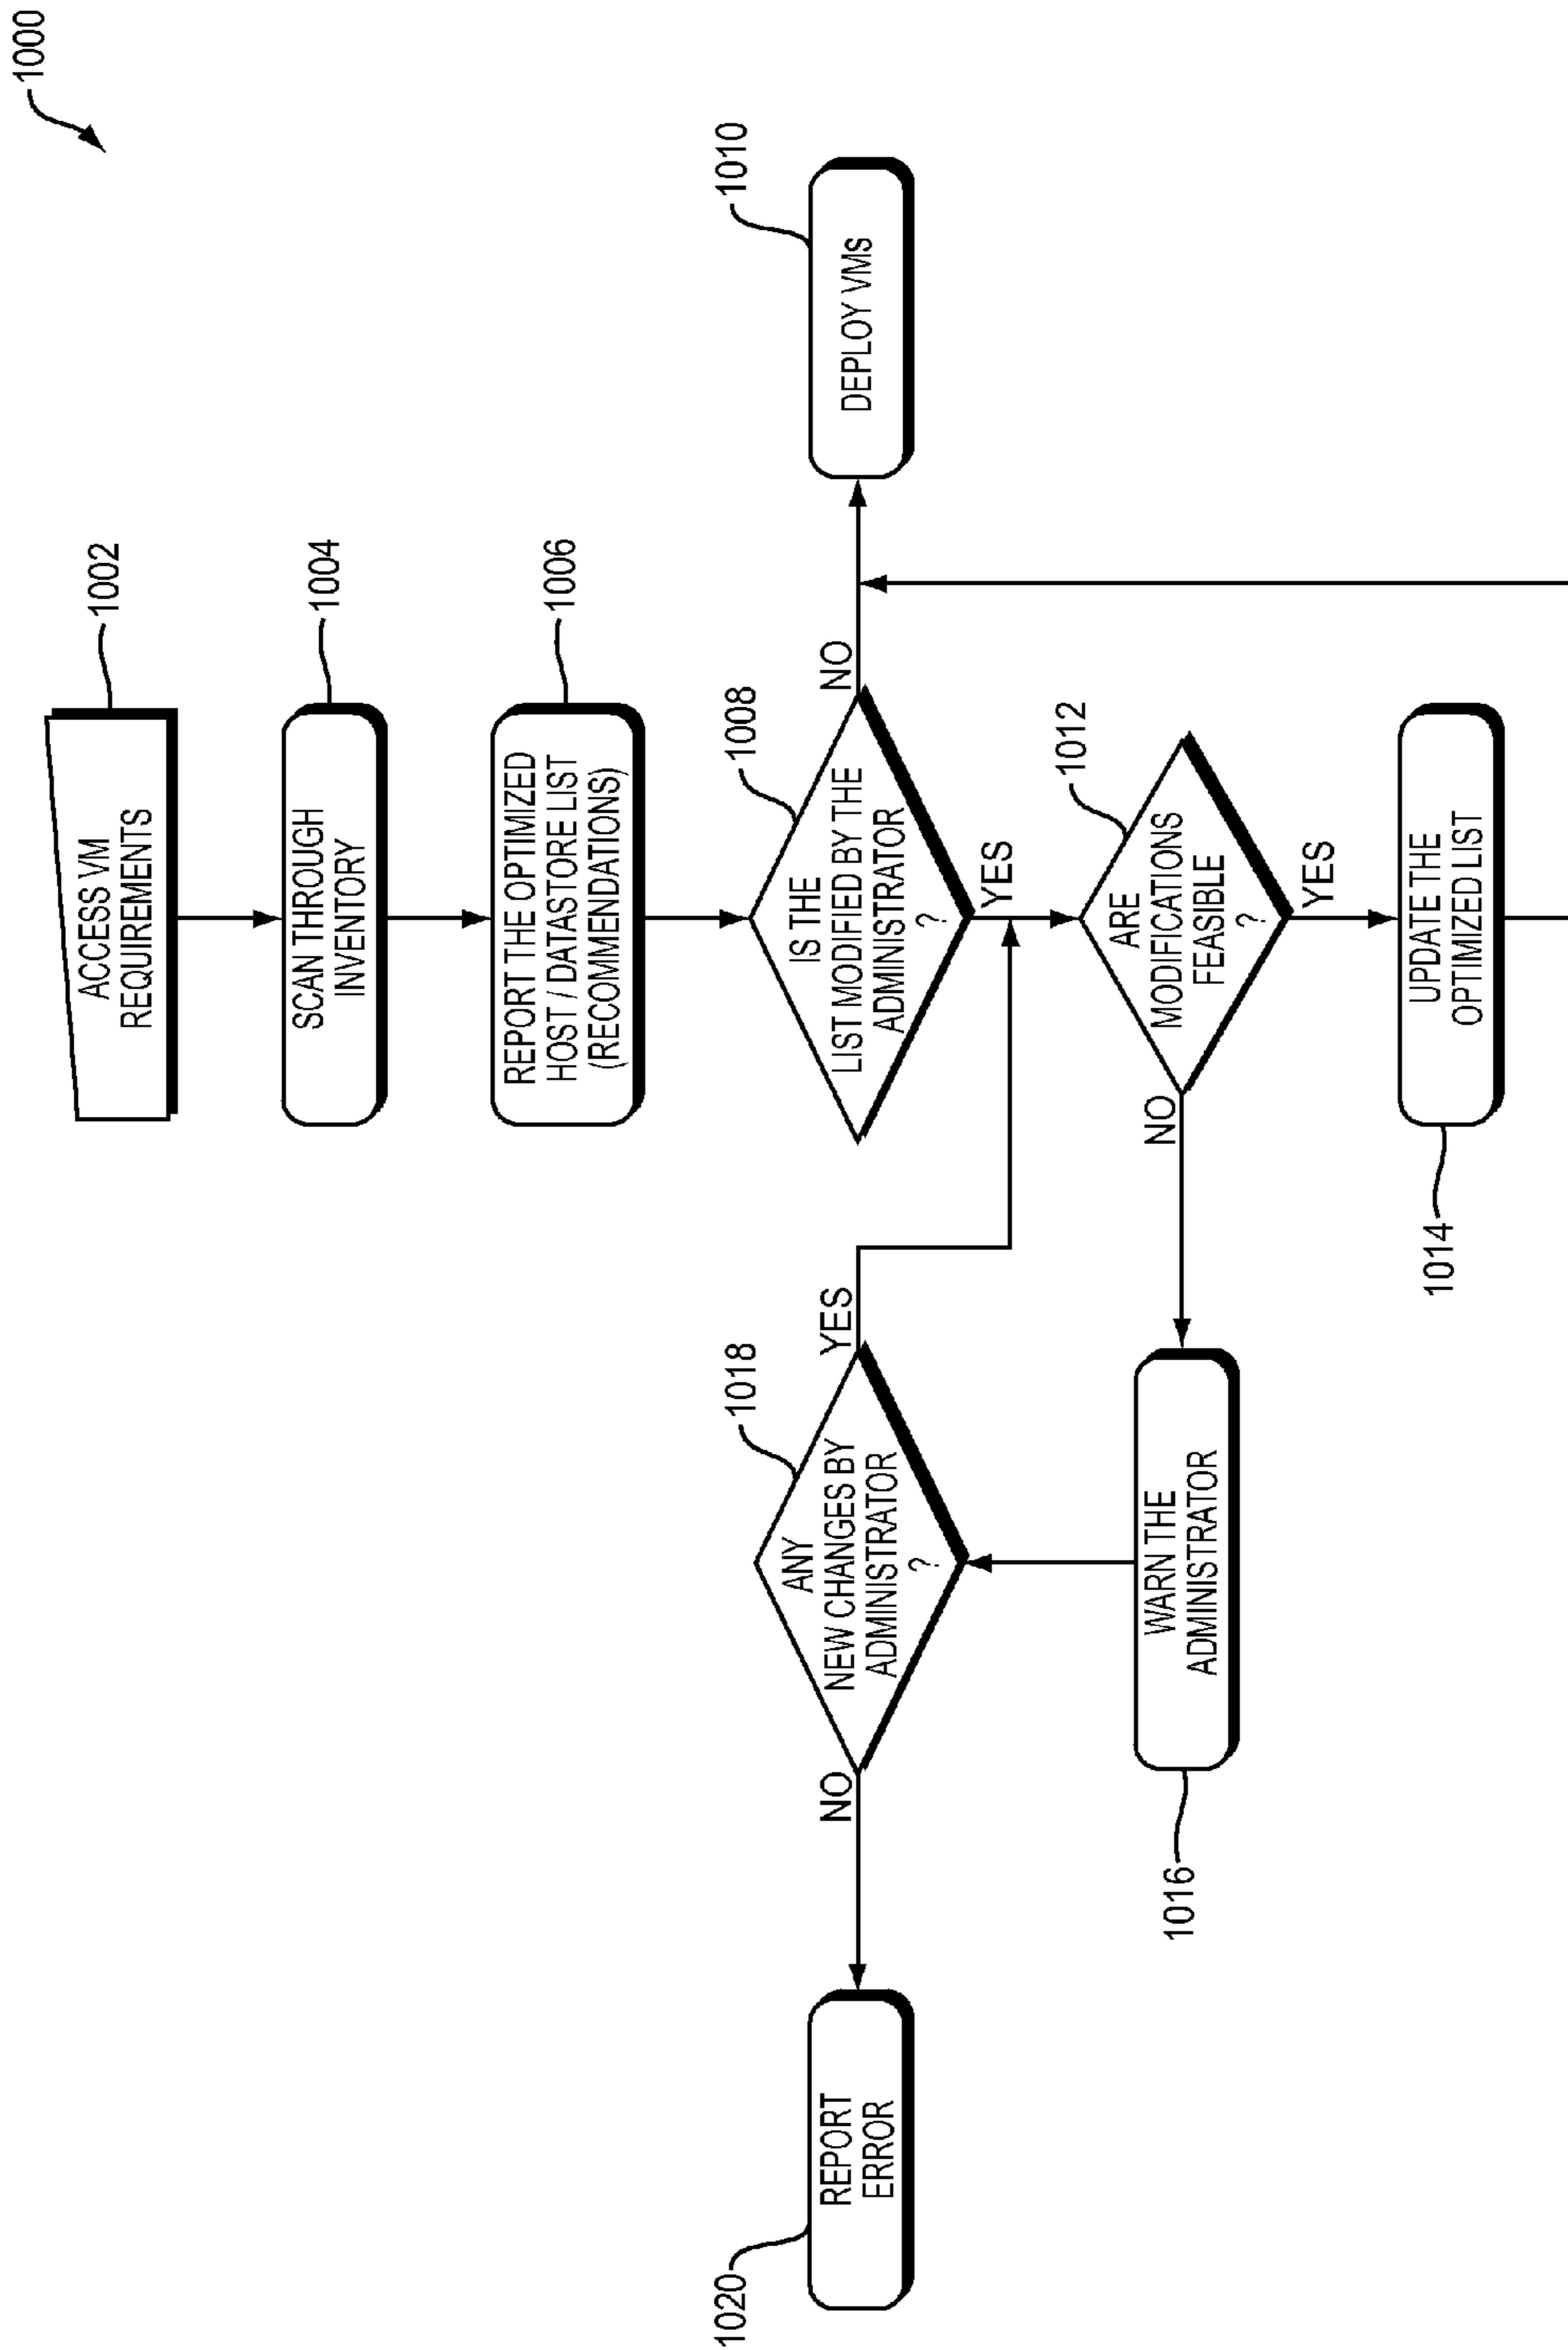 1000
1002
ACCESS VM
REQUIREMENTS
1004
SCAN THROUGH
INVENTORY
1006
REPORT THE OPTIMIZED
HOST / DATASTORE LIST
(RECOMMENDATIONS)
1008
IS THE
LIST MODIFIED BY THE
ADMINISTRATOR
?
NO
YES
1010
DEPLOY VMs
1012
ARE
MODIFICATIONS
FEASIBLE
?
NO
YES
1014
UPDATE THE
OPTIMIZED LIST
1016
WARN THE
ADMINISTRATOR
1018
ANY
NEW CHANGES BY
ADMINISTRATOR
?
YES
NO
1020
REPORT
ERROR